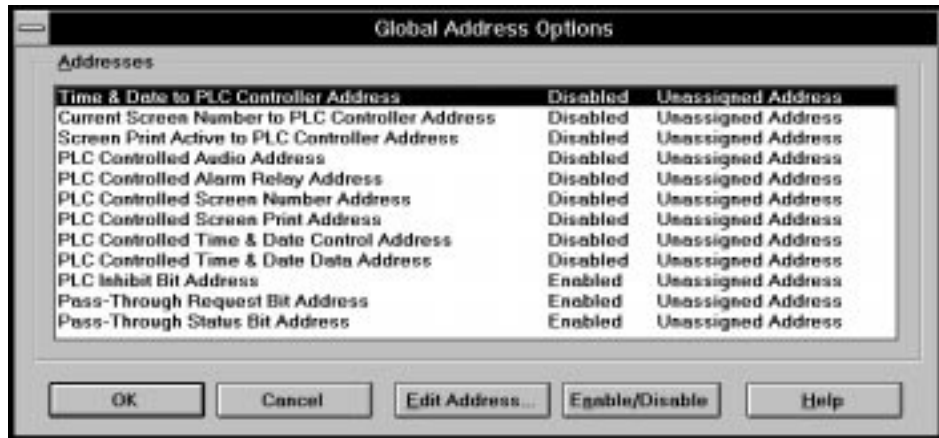 Global Address Options
Addresses
Time & Date to PLC Controller Address Disabled Unassigned Address
Current Screen Number to PLC Controller Address Disabled Unassigned Address
Screen Print Active to PLC Controller Address Disabled Unassigned Address
PLC Controlled Audio Address Disabled Unassigned Address
PLC Controlled Alarm Relay Address Disabled Unassigned Address
PLC Controlled Screen Number Address Disabled Unassigned Address
PLC Controlled Screen Print Address Disabled Unassigned Address
PLC Controlled Time & Date Control Address Disabled Unassigned Address
PLC Controlled Time & Date Data Address Disabled Unassigned Address
PLC Inhibit Bit Address Enabled Unassigned Address
Pass-Through Request Bit Address Enabled Unassigned Address
Pass-Through Status Bit Address Enabled Unassigned Address
OK Cancel Edit Address... Enable/Disable Help